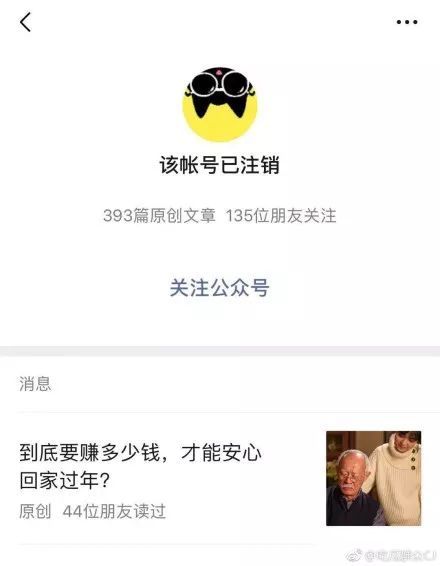 该帐号已注销
393篇原创文章 135位朋友关注
关注公众号
消息
到底要赚多少钱，才能安心
回家过年？
原创 44位朋友读过